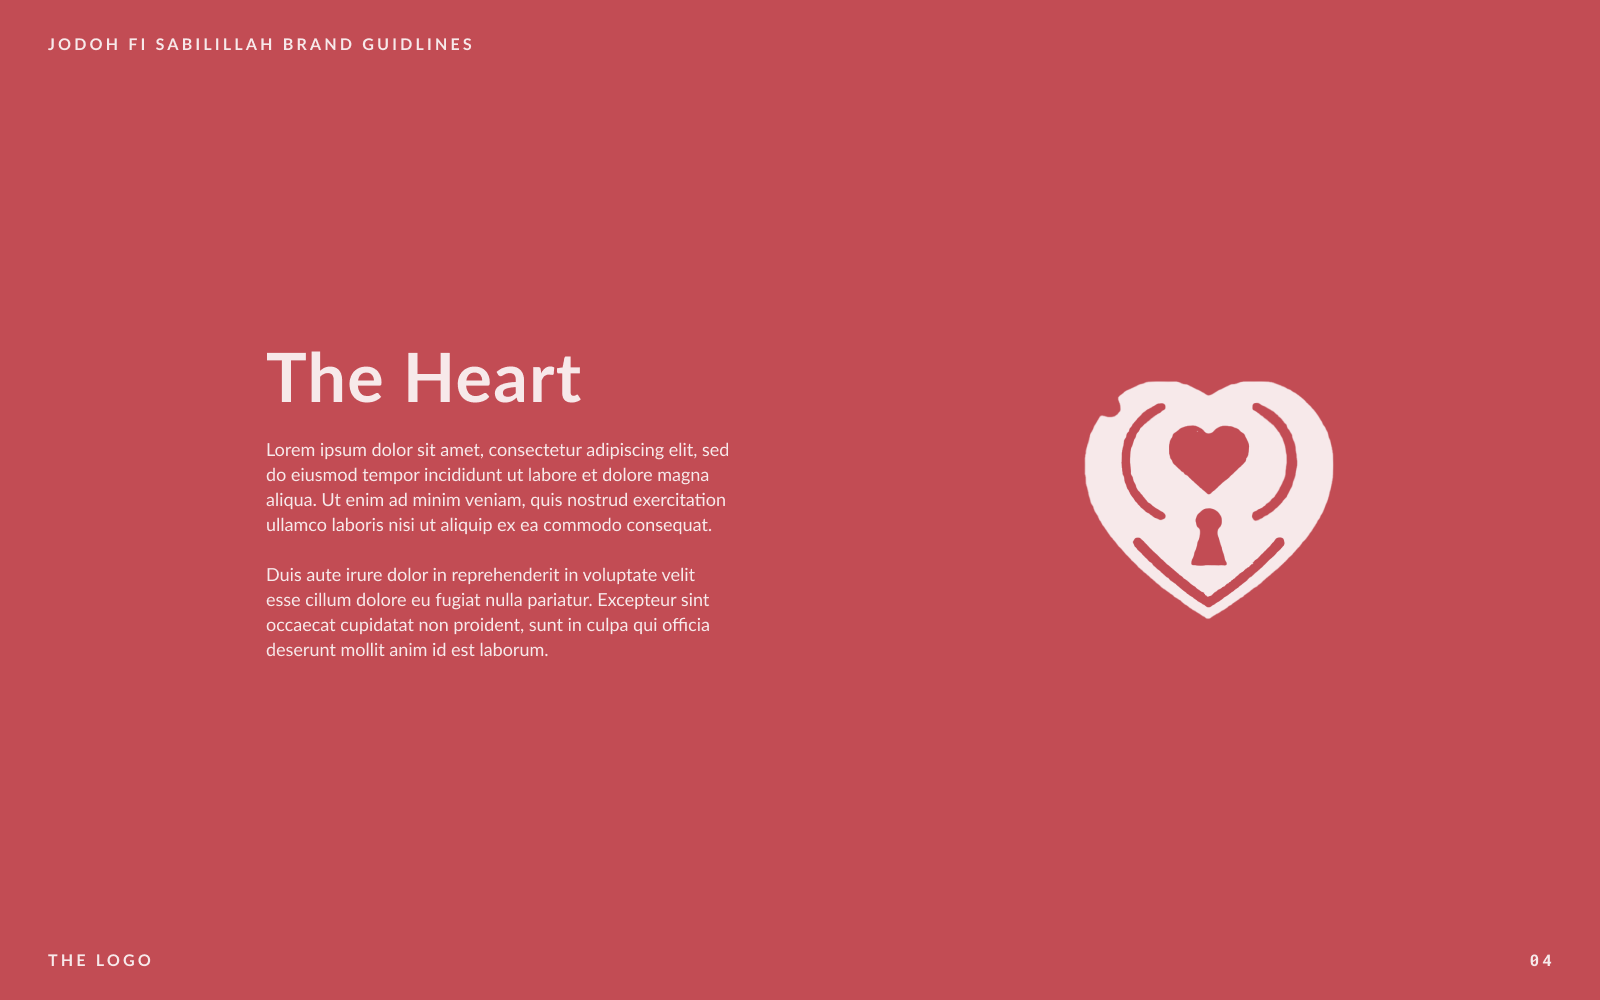 JODOH FI SABILILLAH BRAND GUIDLINES
The Heart
Lorem ipsum dolor sit amet, consectetur adipiscing elit, sed
do eiusmod tempor incididunt ut labore et dolore magna
aliqua. Ut enim ad minim veniam, quis nostrud exercitation
ullamco laboris nisi ut aliquip ex ea commodo consequat.
Duis aute irure dolor in reprehenderit in voluptate velit
esse cillum dolore eu fugiat nulla pariatur. Excepteur sint
occaecat cupidatat non proident, sunt in culpa qui officia
deserunt mollit anim id est laborum.
THE LOGO
04